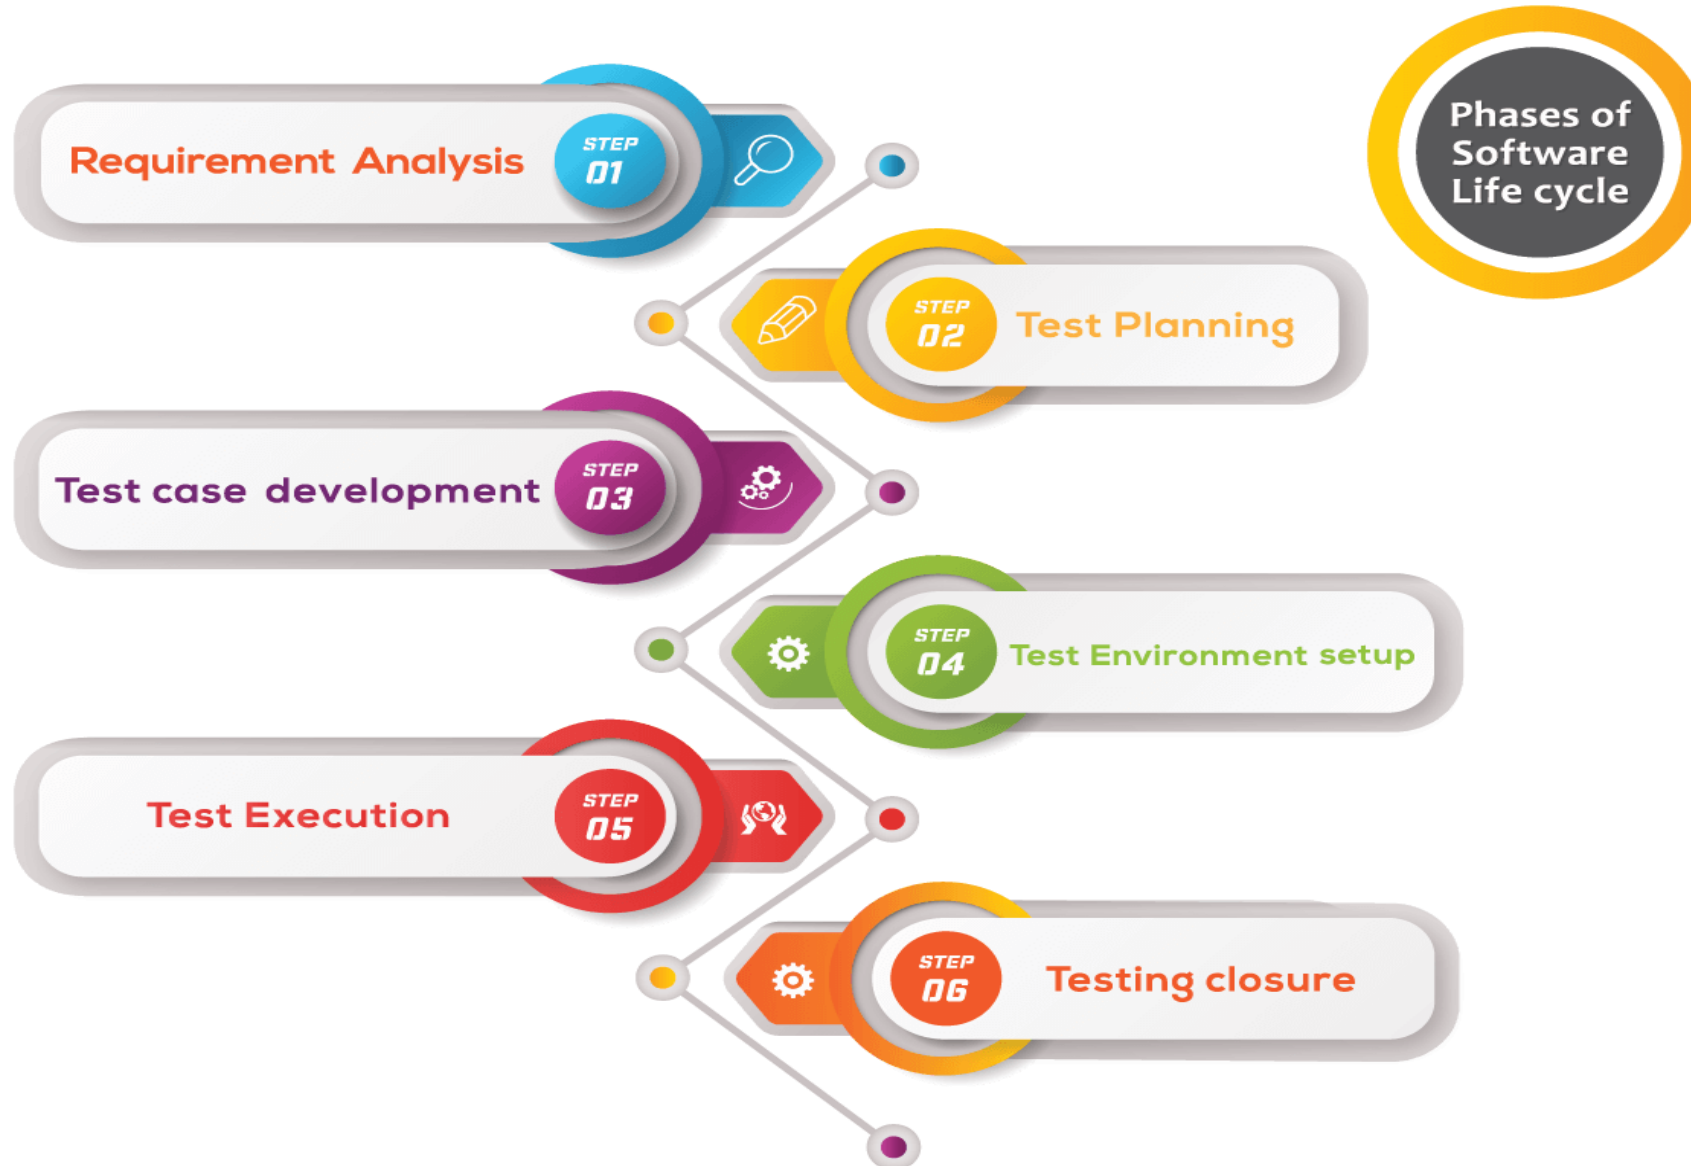 Phases of
Software
Life cycle
Requirement Analysis
STEP
01
STEP
02
Test Planning
Test case development
STEP
03
STEP
04
Test Environment setup
Test Execution
STEP
05
STEP
06
Testing closure